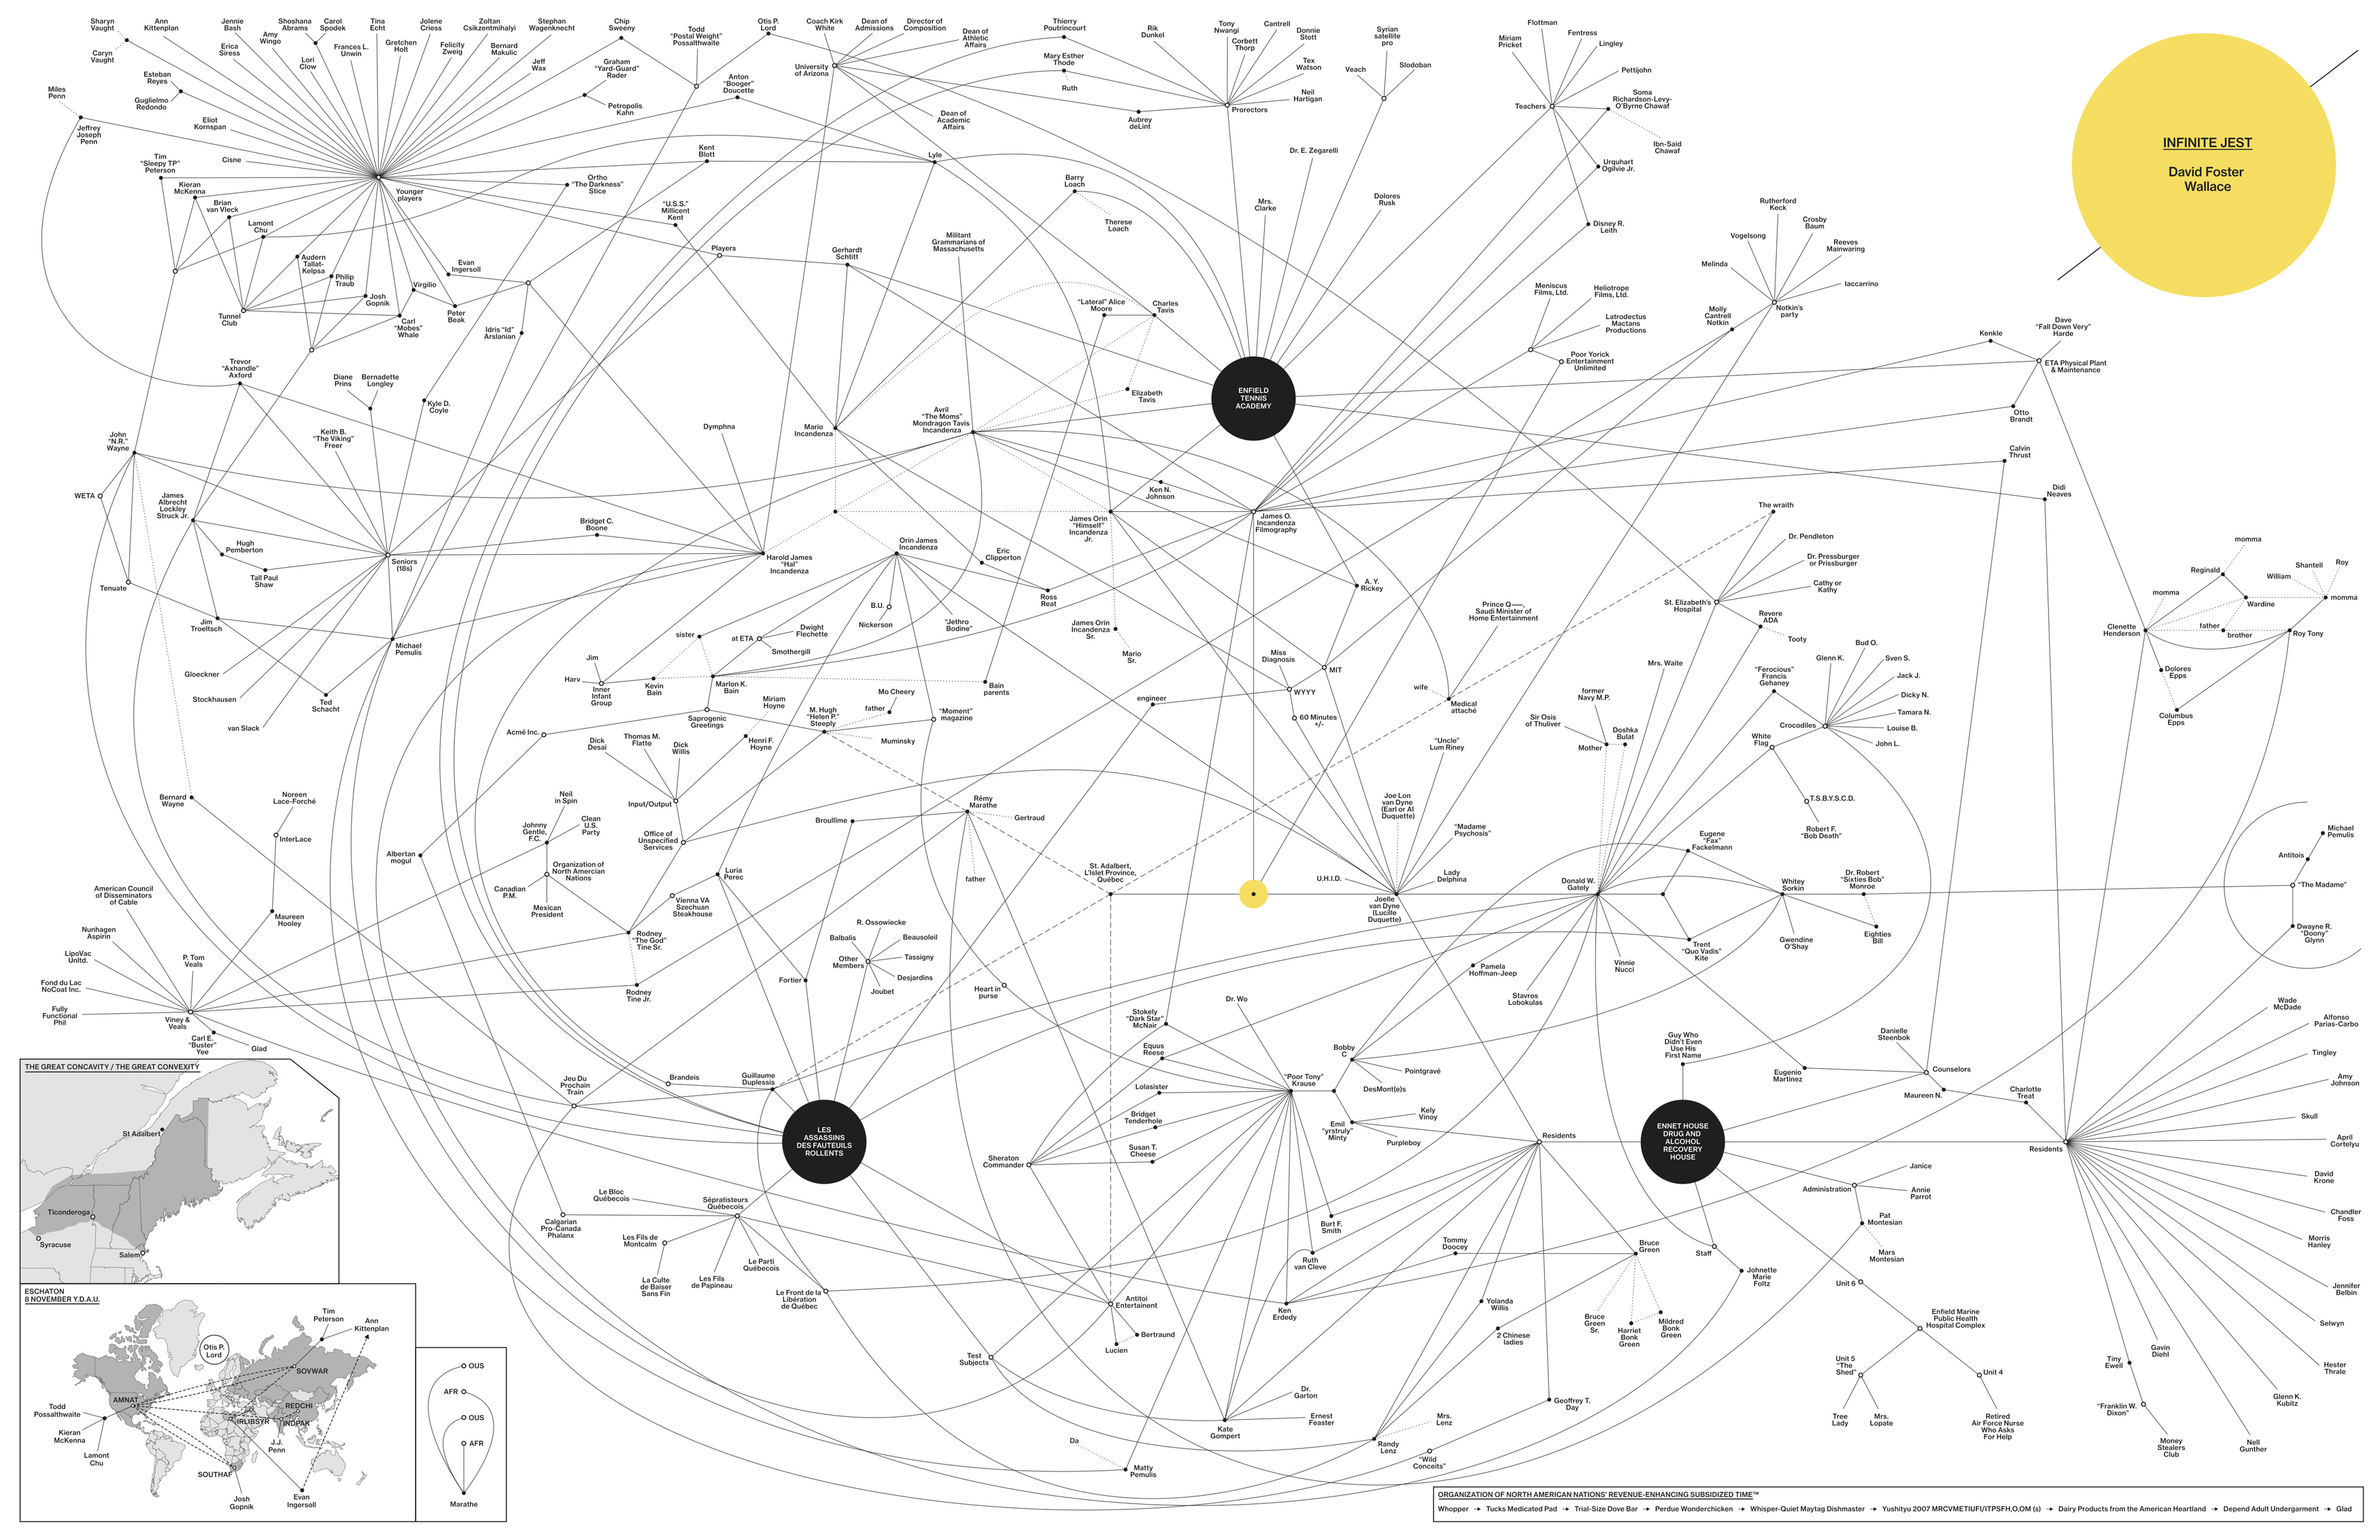 INFINITE JEST
David Foster
Wallace
Sharyn
Vaught
Caryn
Vaught
Ann
Kittenplan
Jennie
Bash
Erica
Siress
Amy
Wingo
Shoshana
Abrams
Lori
Clow
Carol
Spodek
Frances L.
Unwin
Tina
Echt
Gretchen
Holt
Jolene
Criess
Felicity
Zweig
Zoltan
Csikzentmihalyi
Bernard
Makulic
Stephan
Wagenknecht
Jeff
Wax
Chip
Sweeny
Graham
"Yard-Guard"
Rader
Petropolis
Kahn
Todd
"Postal Weight"
Possalthwaite
Otis P.
Lord
Anton
"Booger"
Doucette
Coach Kirk
White
Dean of
Admissions
Director of
Composition
Dean of
Athletic
Affairs
University
of Arizona
Dean of
Academic
Affairs
Thierry
Poutrincourt
Mary Esther
Thode
Ruth
Rik
Dunkel
Tony
Nwangi
Corbett
Thorp
Cantrell
Donnie
Stott
Tex
Watson
Neil
Hartigan
Prorectors
Aubrey
deLint
Syrian
satellite
pro
Veach
Slodoban
Flottman
Miriam
Pricket
Fentress
Lingley
Pettijohn
Teachers
Soma
Richardson-Levy-
O'Byrne Chawaf
Ibn-Said
Chawaf
Urquhart
Ogilvie Jr.
Disney R.
Leith
Esteban
Reyes
Guglielmo
Redondo
Miles
Penn
Jeffrey
Joseph
Penn
Eliot
Kornspan
Cisne
Tim
"Sleepy TP"
Peterson
Kieran
McKenna
Brian
van Vleck
Lamont
Chu
Younger
players
Kent
Blott
Ortho
"The Darkness"
Stice
"U.S.S."
Millicent
Kent
Players
Lyle
Barry
Loach
Therese
Loach
Dr. E. Zegarelli
Mrs.
Clarke
Dolores
Rusk
Militant
Grammarians of
Massachusetts
Gerhardt
Schtitt
Audern
Tallat-
Kelpsa
Philip
Traub
Josh
Gopnik
Virgilio
Evan
Ingersoll
Peter
Beak
Carl
"Mobes"
Whale
Tunnel
Club
Idris "Id"
Arslanian
"Lateral" Alice
Moore
Charles
Tavis
Elizabeth
Tavis
ENFIELD
TENNIS
ACADEMY
Rutherford
Keck
Vogelsong
Crosby
Baum
Reeves
Mainwaring
Iaccarrino
Melinda
Notkin's
party
Molly
Cantrell
Notkin
Meniscus
Films, Ltd.
Heliotrope
Films, Ltd.
Latrodectus
Mactans
Productions
Poor Yorick
Entertainment
Unlimited
Kenkle
Dave
"Fall Down Very"
Harde
ETA Physical Plant
& Maintenance
Otto
Brandt
Calvin
Thrust
Didi
Neaves
Trevor
"Axhandle"
Axford
Diane
Prins
Bernadette
Longley
Kyle D.
Coyle
John
"N.R."
Wayne
Keith B.
"The Viking"
Freer
WETA
James
Albrecht
Lockley
Struck Jr.
Hugh
Pemberton
Tall Paul
Shaw
Tenuate
Jim
Troeltsch
Seniors
(18s)
Bridget C.
Boone
Dymphna
Mario
Incandenza
Avril
"The Moms"
Mondragon Tavis
Incandenza
Ken N.
Johnson
James Orin
"Himself"
Incandenza
Jr.
James O.
Incandenza
Filmography
Harold James
"Hal"
Incandenza
Orin James
Incandenza
Eric
Clipperton
Ross
Reat
A. Y.
Rickey
The wraith
Dr. Pendleton
Dr. Pressburger
or Prissburger
Cathy or
Kathy
St. Elizabeth's
Hospital
Revere
ADA
Tooty
momma
Reginald
William
Shantell
Roy
momma
momma
Wardine
Clenette
Henderson
father
brother
Roy Tony
Dolores
Epps
Columbus
Epps
Michael
Pemulis
Gloeckner
Stockhausen
van Slack
Ted
Schacht
B.U.
Nickerson
"Jethro
Bodine"
sister
at ETA
Dwight
Flechette
Smothergill
Jim
Harv
Inner
Infant
Group
Kevin
Bain
Marlon K.
Bain
Bain
parents
James Orin
Incandenza
Sr.
Mario
Sr.
Miss
Diagnosis
MIT
WYYY
60 Minutes
+/-
engineer
Prince Q——,
Saudi Minister of
Home Entertainment
wife
Medical
attaché
Mrs. Waite
former
Navy M.P.
Sir Osis
of Thuliver
Mother
Doshka
Bulat
"Ferocious"
Francis
Gehaney
Glenn K.
Bud O.
Sven S.
Jack J.
Dicky N.
Tamara N.
Louise B.
John L.
Crocodiles
White
Flag
T.S.B.Y.S.C.D.
Robert F.
"Bob Death"
Saprogenic
Greetings
Acmé Inc.
Miriam
Hoyne
Henri F.
Hoyne
M. Hugh
"Helen P."
Steeply
father
Mo Cheery
Muminsky
"Moment"
magazine
Dick
Desai
Thomas M.
Flatto
Dick
Willis
Input/Output
Bernard
Wayne
Noreen
Lace-Forché
InterLace
Maureen
Hooley
Neil
in Spin
Johnny
Gentle,
F.C.
Clean
U.S.
Party
Organization of
North Amercian
Nations
Canadian
P.M.
Mexican
President
Albertan
mogul
Office of
Unspecified
Services
Broullîme
Rémy
Marathe
Gertraud
father
Luria
Perec
Vienna VA
Szechuan
Steakhouse
Rodney
"The God"
Tine Sr.
Rodney
Tine Jr.
St. Adalbert,
L'Islet Province,
Québec
"Uncle"
Lum Riney
Joe Lon
van Dyne
(Earl or Al
Duquette)
"Madame
Psychosis"
U.H.I.D.
Lady
Delphina
Joelle
van Dyne
(Lucille
Duquette)
Donald W.
Gately
Eugene
"Fax"
Fackelmann
Whitey
Sorkin
Dr. Robert
"Sixties Bob"
Monroe
Eighties
Bill
Gwendine
O'Shay
Trent
"Quo Vadis"
Kite
Vinnie
Nucci
Pamela
Hoffman-Jeep
Stavros
Lobokulas
Michael
Pemulis
Antitois
"The Madame"
Dwayne R.
"Doony"
Glynn
American Council
of Disseminators
of Cable
Nunhagen
Aspirin
LipoVac
Unltd.
Fond du Lac
NoCoat Inc.
Fully
Functional
Phil
P. Tom
Veals
Viney &
Veals
Carl E.
"Buster"
Yee
Glad
R. Ossowiecke
Balbalis
Beausoleil
Other
Members
Tassigny
Desjardins
Joubet
Fortier
Heart in
purse
Stokely
"Dark Star"
McNair
Dr. Wo
Equus
Reese
Lolasister
Bridget
Tenderhole
Susan T.
Cheese
Sheraton
Commander
"Poor Tony"
Krause
Bobby
C
Pointgravé
DesMont(e)s
Emil
"yrstruly"
Minty
Kely
Vinoy
Purpleboy
Guy Who
Didn't Even
Use His
First Name
Danielle
Steenbok
Eugenio
Martinez
Counselors
Maureen N.
Charlotte
Treat
ENNET HOUSE
DRUG AND
ALCOHOL
RECOVERY
HOUSE
Residents
Residents
Wade
McDade
Alfonso
Parias-Carbo
Tingley
Amy
Johnson
Skull
April
Cortelyu
David
Krone
Chandler
Foss
Morris
Hanley
Jennifer
Belbin
Selwyn
Hester
Thrale
Glenn K.
Kubitz
Nell
Gunther
Gavin
Diehl
Tiny
Ewell
"Franklin W.
Dixon"
Money
Stealers
Club
Janice
Administration
Annie
Parrot
Pat
Montesian
Mars
Montesian
Staff
Johnette
Marie
Foltz
Unit 6
Enfield Marine
Public Health
Hospital Complex
Unit 5
"The
Shed"
Unit 4
Tree
Lady
Mrs.
Lopate
Retired
Air Force Nurse
Who Asks
For Help
Jeu Du
Prochain
Train
Brandeis
Guillaume
Duplessis
LES
ASSASSINS
DES FAUTEUILS
ROLLENTS
Le Bloc
Québecois
Sépratisteurs
Québecois
Calgarian
Pro-Canada
Phalanx
Les Fils de
Montcalm
La Culte
de Baiser
Sans Fin
Les Fils
de Papineau
Le Parti
Québecois
Le Front de la
Libération
de Québec
Antitoi
Entertainent
Bertraund
Lucien
Test
Subjects
Burt F.
Smith
Ruth
van Cleve
Ken
Erdedy
Tommy
Doocey
Bruce
Green
Yolanda
Willis
2 Chinese
ladies
Bruce
Green
Sr.
Harriet
Bonk
Green
Mildred
Bonk
Green
Geoffrey T.
Day
Dr.
Garton
Ernest
Feaster
Kate
Gompert
Mrs.
Lenz
Randy
Lenz
"Wild
Conceits"
Da
Matty
Pemulis
THE GREAT CONCAVITY / THE GREAT CONVEXITY
St Adalbert
Ticonderoga
Syracuse
Salem
ESCHATON
8 NOVEMBER Y.D.A.U.
Tim
Peterson
Ann
Kittenplan
Otis P.
Lord
SOVWAR
AMNAT
REDCHI
IRLIBSYR
INDPAK
SOUTHAF
Todd
Possalthwaite
Kieran
McKenna
Lamont
Chu
J.J.
Penn
Josh
Gopnik
Evan
Ingersoll
OUS
AFR
OUS
AFR
Marathe
ORGANIZATION OF NORTH AMERICAN NATIONS' REVENUE-ENHANCING SUBSIDIZED TIME™
Whopper → Tucks Medicated Pad → Trial-Size Dove Bar → Perdue Wonderchicken → Whisper-Quiet Maytag Dishmaster → Yushityu 2007 MRCVMETIUFI/ITPSFH,O,OM (s) → Dairy Products from the American Heartland → Depend Adult Undergarment → Glad